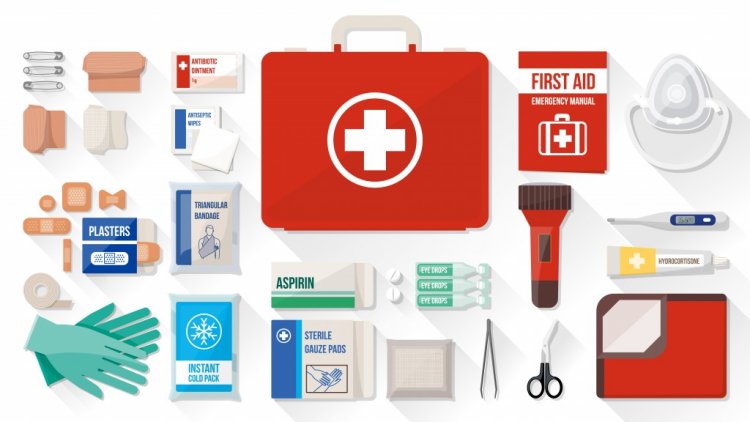 ANTIBIOTIC
OINTMENT
1g
ANTISEPTIC
WIPES
FIRST AID
EMERGENCY MANUAL
PLASTERS
TRIANGULAR
BANDAGE
ASPIRIN
EYE DROPS
EYE DROPS
EYE DROPS
HYDROCORTISONE
INSTANT
COLD PACK
STERILE
GAUZE PADS